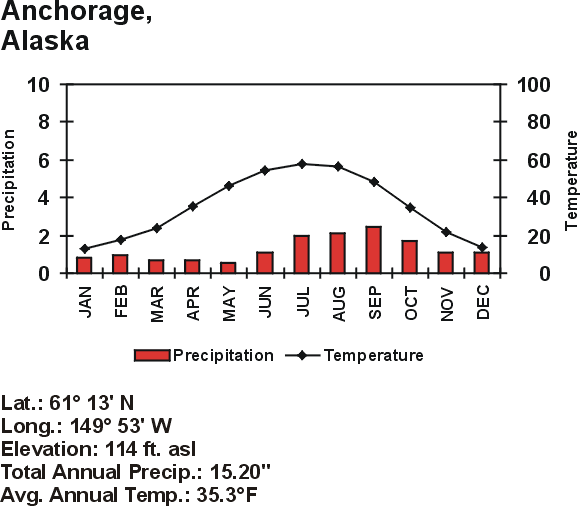 Anchorage,
Alaska
10 100
8 80
6 60
4 40
2 20
0 0
Precipitation
Temperature
JAN FEB MAR APR MAY JUN JUL AUG SEP OCT NOV DEC
Precipitation Temperature
Lat.: 61° 13' N
Long.: 149° 53' W
Elevation: 114 ft. asl
Total Annual Precip.: 15.20"
Avg. Annual Temp.: 35.3°F